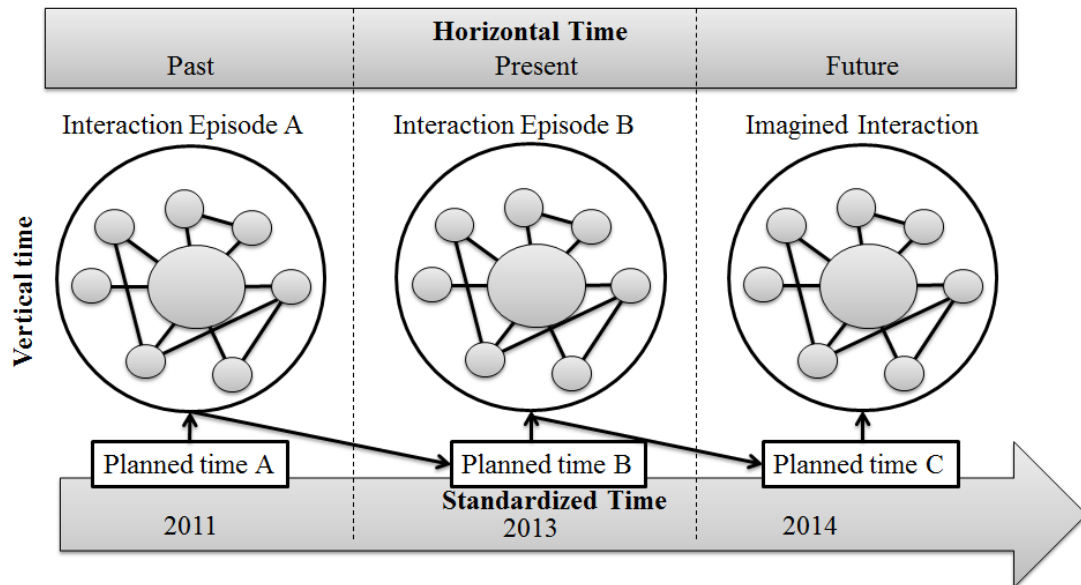 Horizontal Time
Past
Present
Future
Interaction Episode A
Interaction Episode B
Imagined Interaction
Vertical time
Planned time A
Planned time B
Planned time C
Standardized Time
2011
2013
2014